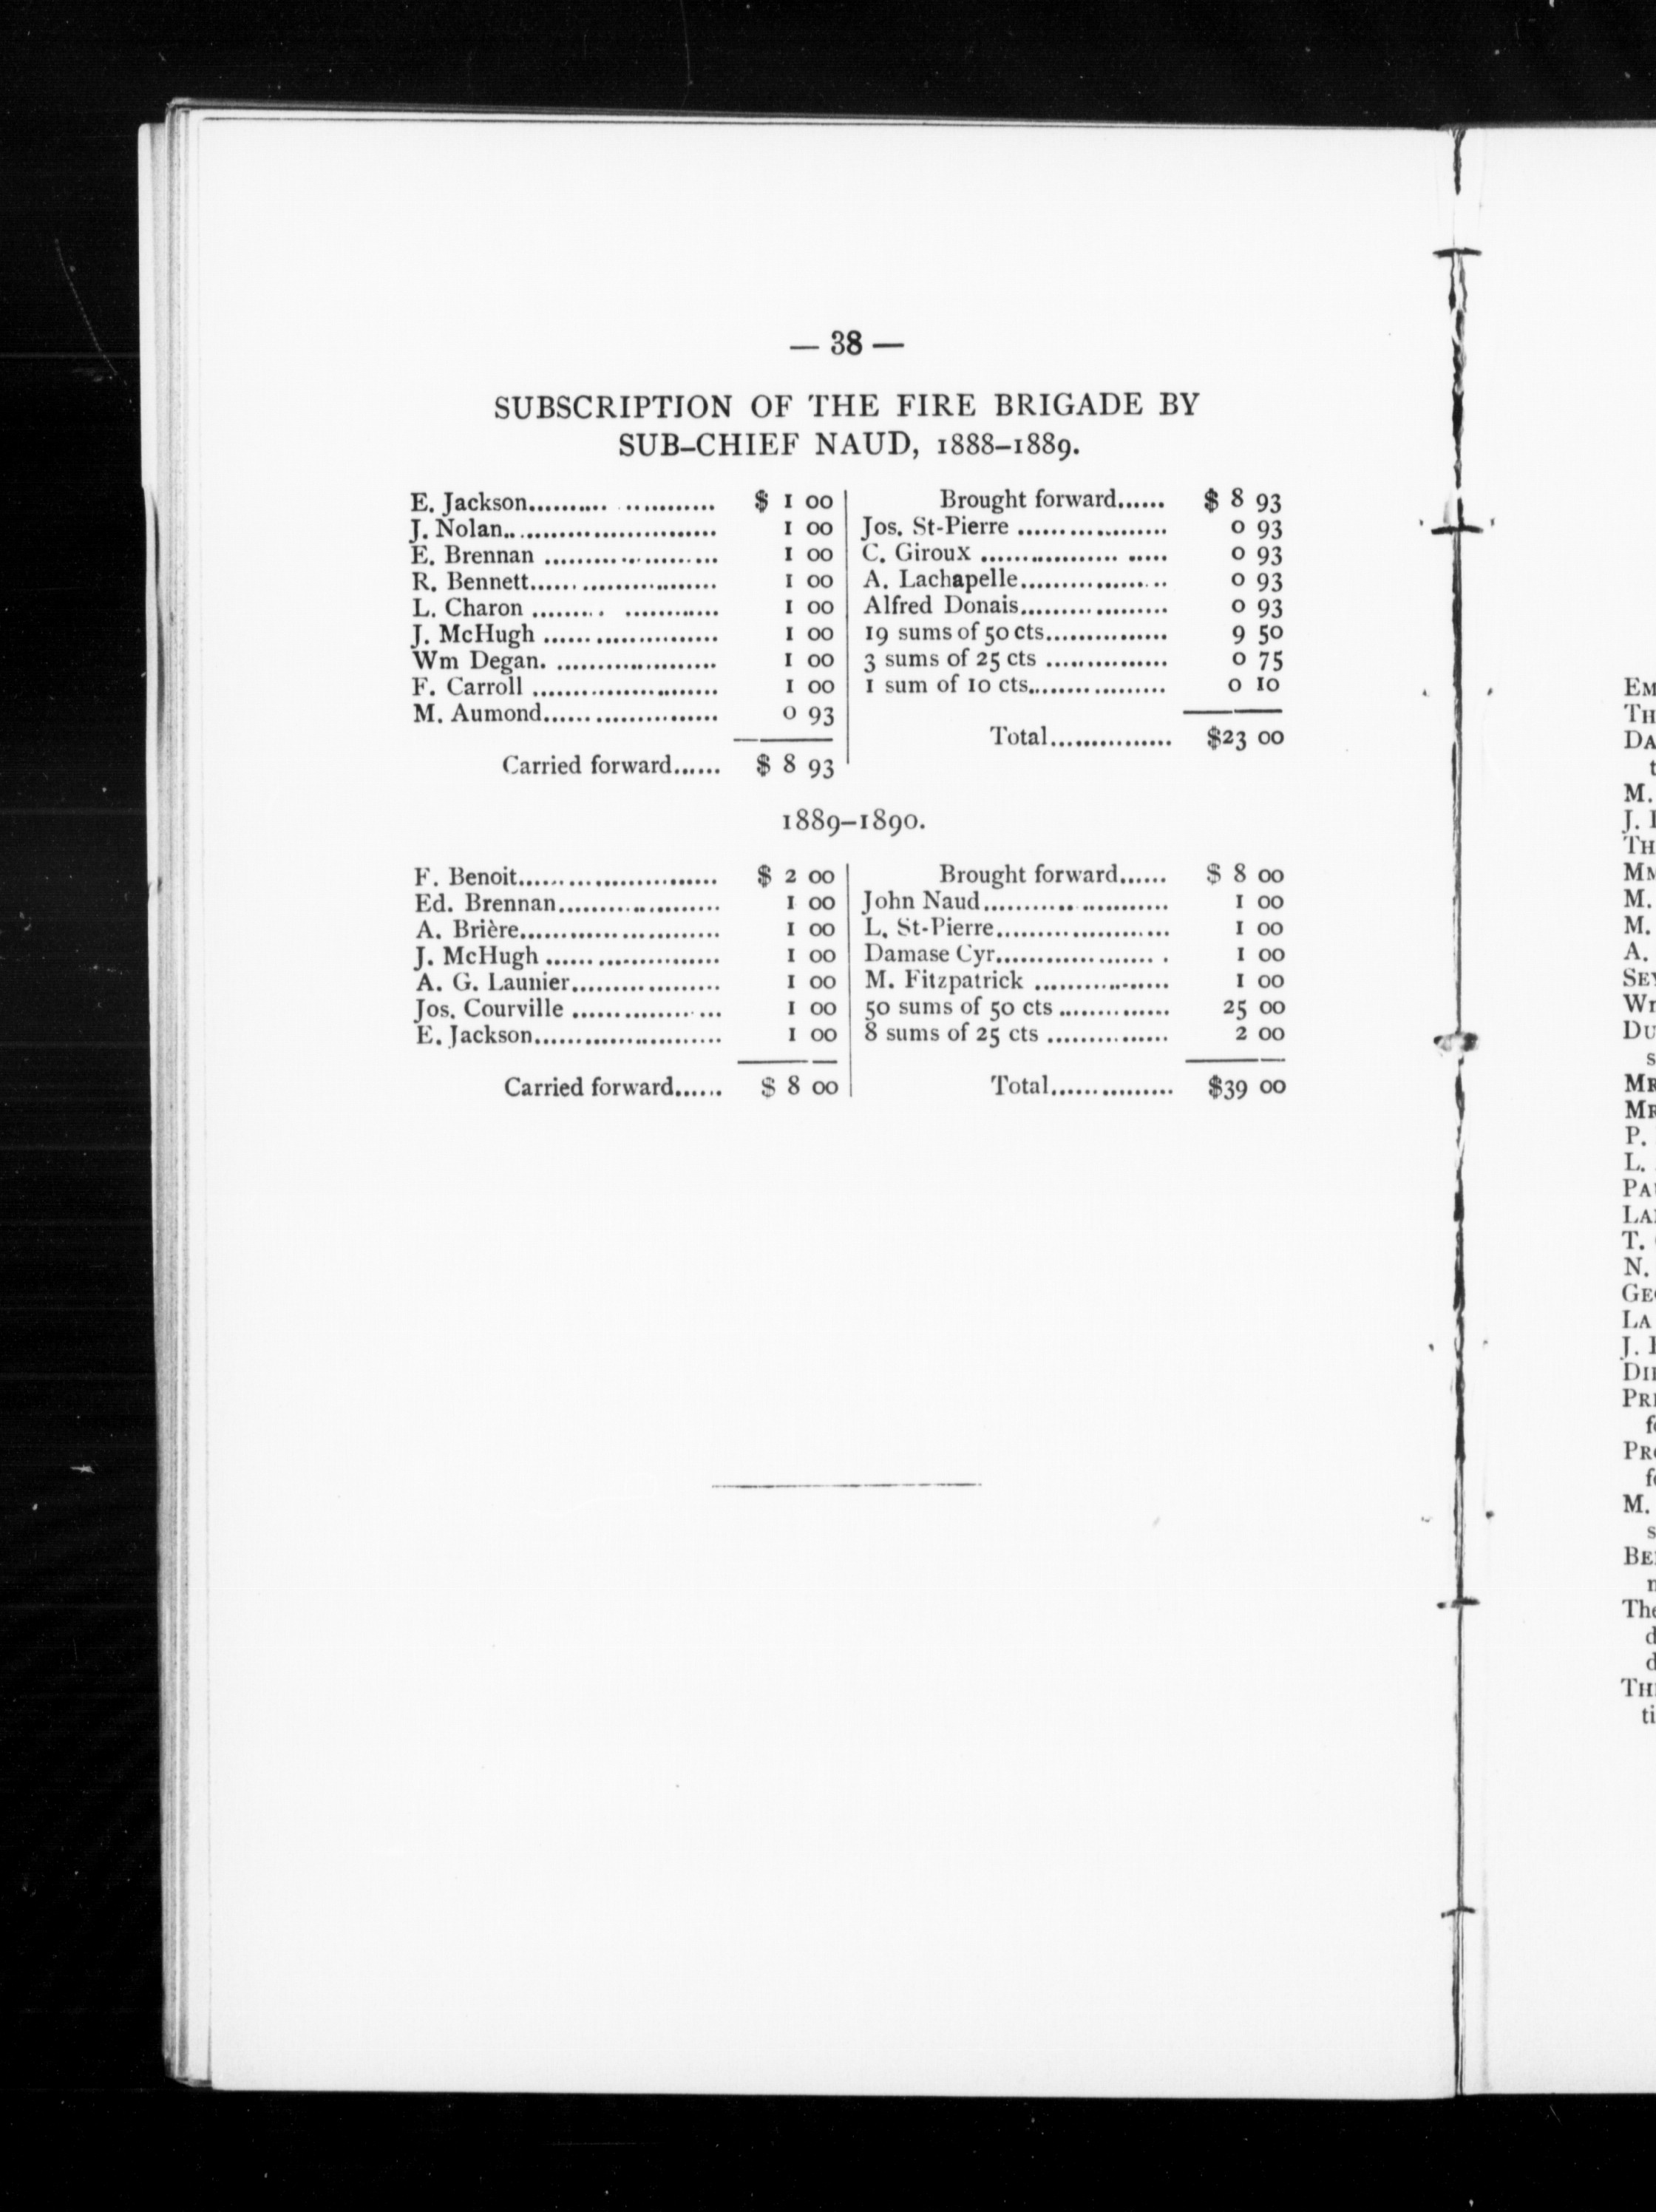 — 38 —
SUBSCRIPTION OF THE FIRE BRIGADE BY
SUB-CHIEF NAUD, 1888–1889.
E. Jackson.......... ............ $ 1 00
J. Nolan............................ 1 00
E. Brennan ........................ 1 00
R. Bennett........................ 1 00
L. Charon ......... ............ 1 00
J. McHugh ........................ 1 00
Wm Degan. ..................... 1 00
F. Carroll ........................ 1 00
M. Aumond........................ 0 93
Carried forward...... $ 8 93
Brought forward...... $ 8 93
Jos. St-Pierre ................... 0 93
C. Giroux ................. ..... 0 93
A. Lachapelle................... 0 93
Alfred Donais................... 0 93
19 sums of 50 cts............... 9 50
3 sums of 25 cts ............... 0 75
1 sum of 10 cts................. 0 10
Total............... $23 00
1889–1890.
F. Benoit......................... $ 2 00
Ed. Brennan..................... 1 00
A. Brière......................... 1 00
J. McHugh ...................... 1 00
A. G. Launier................... 1 00
Jos. Courville ................... 1 00
E. Jackson........................ 1 00
Carried forward...... $ 8 00
Brought forward...... $ 8 00
John Naud....................... 1 00
L. St-Pierre...................... 1 00
Damase Cyr.................... . 1 00
M. Fitzpatrick ................. 1 00
50 sums of 50 cts .............. 25 00
8 sums of 25 cts ............... 2 00
Total............... $39 00